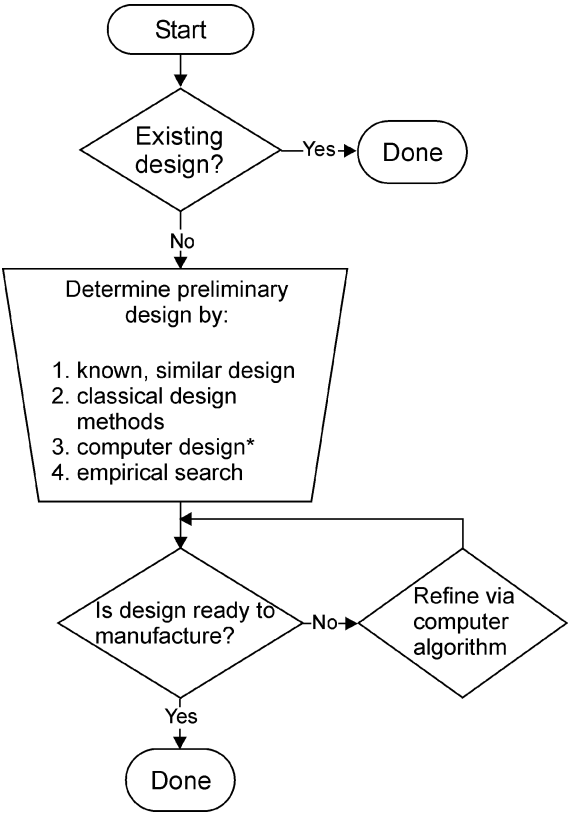 Start
Existing
design?
Yes
Done
No
Determine preliminary
design by:
1. known, similar design
2. classical design
methods
3. computer design*
4. empirical search
Is design ready to
manufacture?
No
Refine via
computer
algorithm
Yes
Done